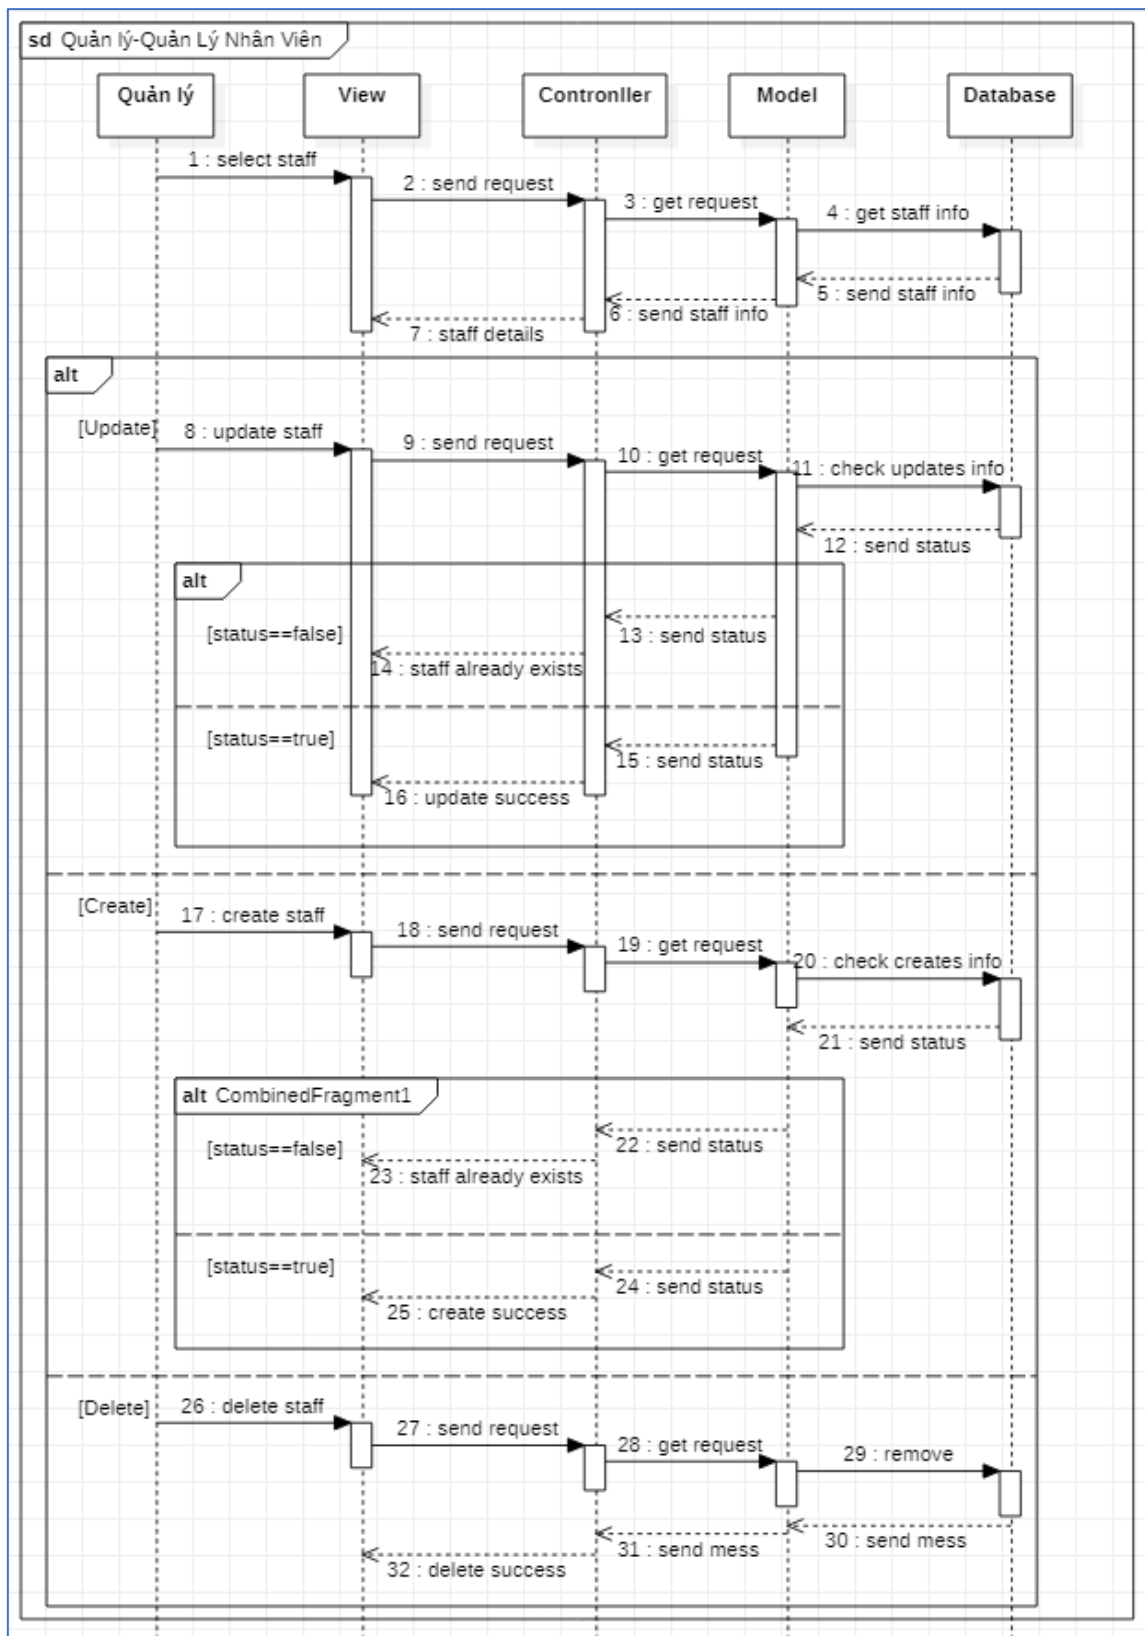 sd Quản lý-Quản Lý Nhân Viên
Quản lý
View
Contronller
Model
Database
1 : select staff
2 : send request
3 : get request
4 : get staff info
5 : send staff info
6 : send staff info
7 : staff details
alt
[Update]
8 : update staff
9 : send request
10 : get request
11 : check updates info
12 : send status
alt
[status==false]
13 : send status
14 : staff already exists
[status==true]
15 : send status
16 : update success
[Create]
17 : create staff
18 : send request
19 : get request
20 : check creates info
21 : send status
alt CombinedFragment1
[status==false]
22 : send status
23 : staff already exists
[status==true]
24 : send status
25 : create success
[Delete]
26 : delete staff
27 : send request
28 : get request
29 : remove
30 : send mess
31 : send mess
32 : delete success